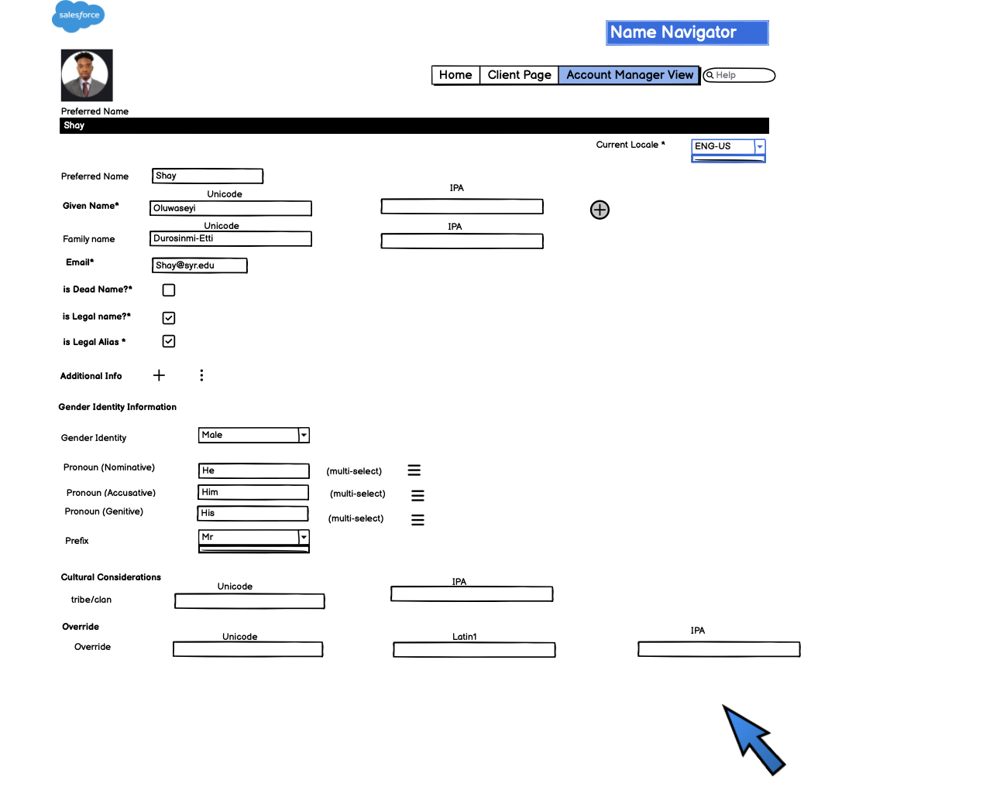 salesforce
Name Navigator
Home Client Page Account Manager View Help
Preferred Name
Shay
Current Locale * ENG-US
Preferred Name Shay
Unicode IPA
Given Name* Oluwaseyi
Unicode IPA
Family name Durosinmi-Etti
Email* Shay@syr.edu
is Dead Name?*
is Legal name?*
is Legal Alias *
Additional Info
Gender Identity Information
Gender Identity Male
Pronoun (Nominative) He (multi-select)
Pronoun (Accusative) Him (multi-select)
Pronoun (Genitive) His (multi-select)
Prefix Mr
Cultural Considerations
Unicode IPA
tribe/clan
Override
Unicode Latin1 IPA
Override